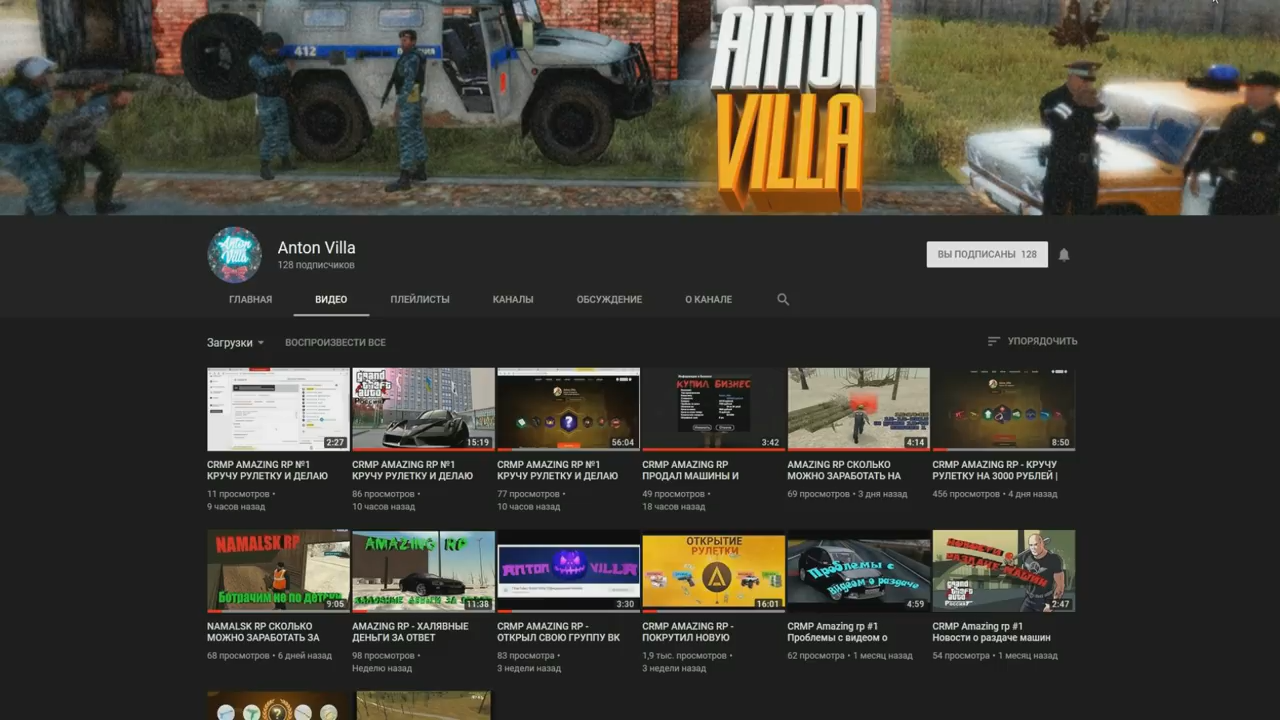 412
ANTON
VILLA
Anton
Villa
Anton Villa
128 подписчиков
ВЫ ПОДПИСАНЫ 128
ГЛАВНАЯ
ВИДЕО
ПЛЕЙЛИСТЫ
КАНАЛЫ
ОБСУЖДЕНИЕ
О КАНАЛЕ
Загрузки
ВОСПРОИЗВЕСТИ ВСЕ
УПОРЯДОЧИТЬ
2:27
grand
theft
auto
15:19
56:04
КУПИЛ БИЗНЕС
3:42
4:14
8:50
CRMP AMAZING RP №1
КРУЧУ РУЛЕТКУ И ДЕЛАЮ
11 просмотров •
9 часов назад
CRMP AMAZING RP №1
КРУЧУ РУЛЕТКУ И ДЕЛАЮ
86 просмотров •
10 часов назад
CRMP AMAZING RP №1
КРУЧУ РУЛЕТКУ И ДЕЛАЮ
77 просмотров •
10 часов назад
CRMP AMAZING RP
ПРОДАЛ МАШИНЫ И
49 просмотров •
18 часов назад
AMAZING RP СКОЛЬКО
МОЖНО ЗАРАБОТАТЬ НА
69 просмотров • 3 дня назад
CRMP AMAZING RP - КРУЧУ
РУЛЕТКУ НА 3000 РУБЛЕЙ |
456 просмотров • 4 дня назад
NAMALSK RP
9:05
AMAZING RP
11:38
ANTON VILLA
3:30
ОТКРЫТИЕ
РУЛЕТКИ
16:01
Проблемы с
видеом о раздаче
4:59
grand
theft
auto
2:47
NAMALSK RP СКОЛЬКО
МОЖНО ЗАРАБОТАТЬ ЗА
68 просмотров • 6 дней назад
AMAZING RP - ХАЛЯВНЫЕ
ДЕНЬГИ ЗА ОТВЕТ
98 просмотров •
Неделю назад
CRMP AMAZING RP -
ОТКРЫЛ СВОЮ ГРУППУ ВК
83 просмотра •
3 недели назад
CRMP AMAZING RP -
ПОКРУТИЛ НОВУЮ
1,9 тыс. просмотров •
3 недели назад
CRMP Amazing rp #1
Проблемы с видеом о
62 просмотра • 1 месяц назад
CRMP Amazing rp #1
Новости о раздаче машин
54 просмотра • 1 месяц назад